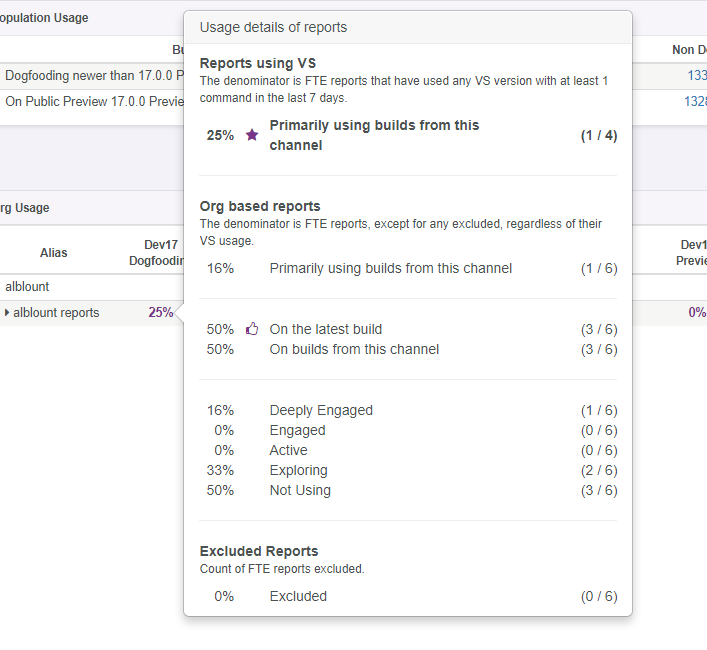 opulation Usage
Usage details of reports
Bu
Non De
Dogfooding newer than 17.0.0 P
133
On Public Preview 17.0.0 Previe
1328
Reports using VS
The denominator is FTE reports that have used any VS version with at least 1
command in the last 7 days.
25% Primarily using builds from this
channel (1 / 4)
Org based reports
The denominator is FTE reports, except for any excluded, regardless of their
VS usage.
16% Primarily using builds from this channel (1 / 6)
50% On the latest build (3 / 6)
50% On builds from this channel (3 / 6)
16% Deeply Engaged (1 / 6)
0% Engaged (0 / 6)
0% Active (0 / 6)
33% Exploring (2 / 6)
50% Not Using (3 / 6)
Excluded Reports
Count of FTE reports excluded.
0% Excluded (0 / 6)
rg Usage
Alias
Dev17
Dogfoodin
Dev1
Previe
alblount
alblount reports 25%
0%